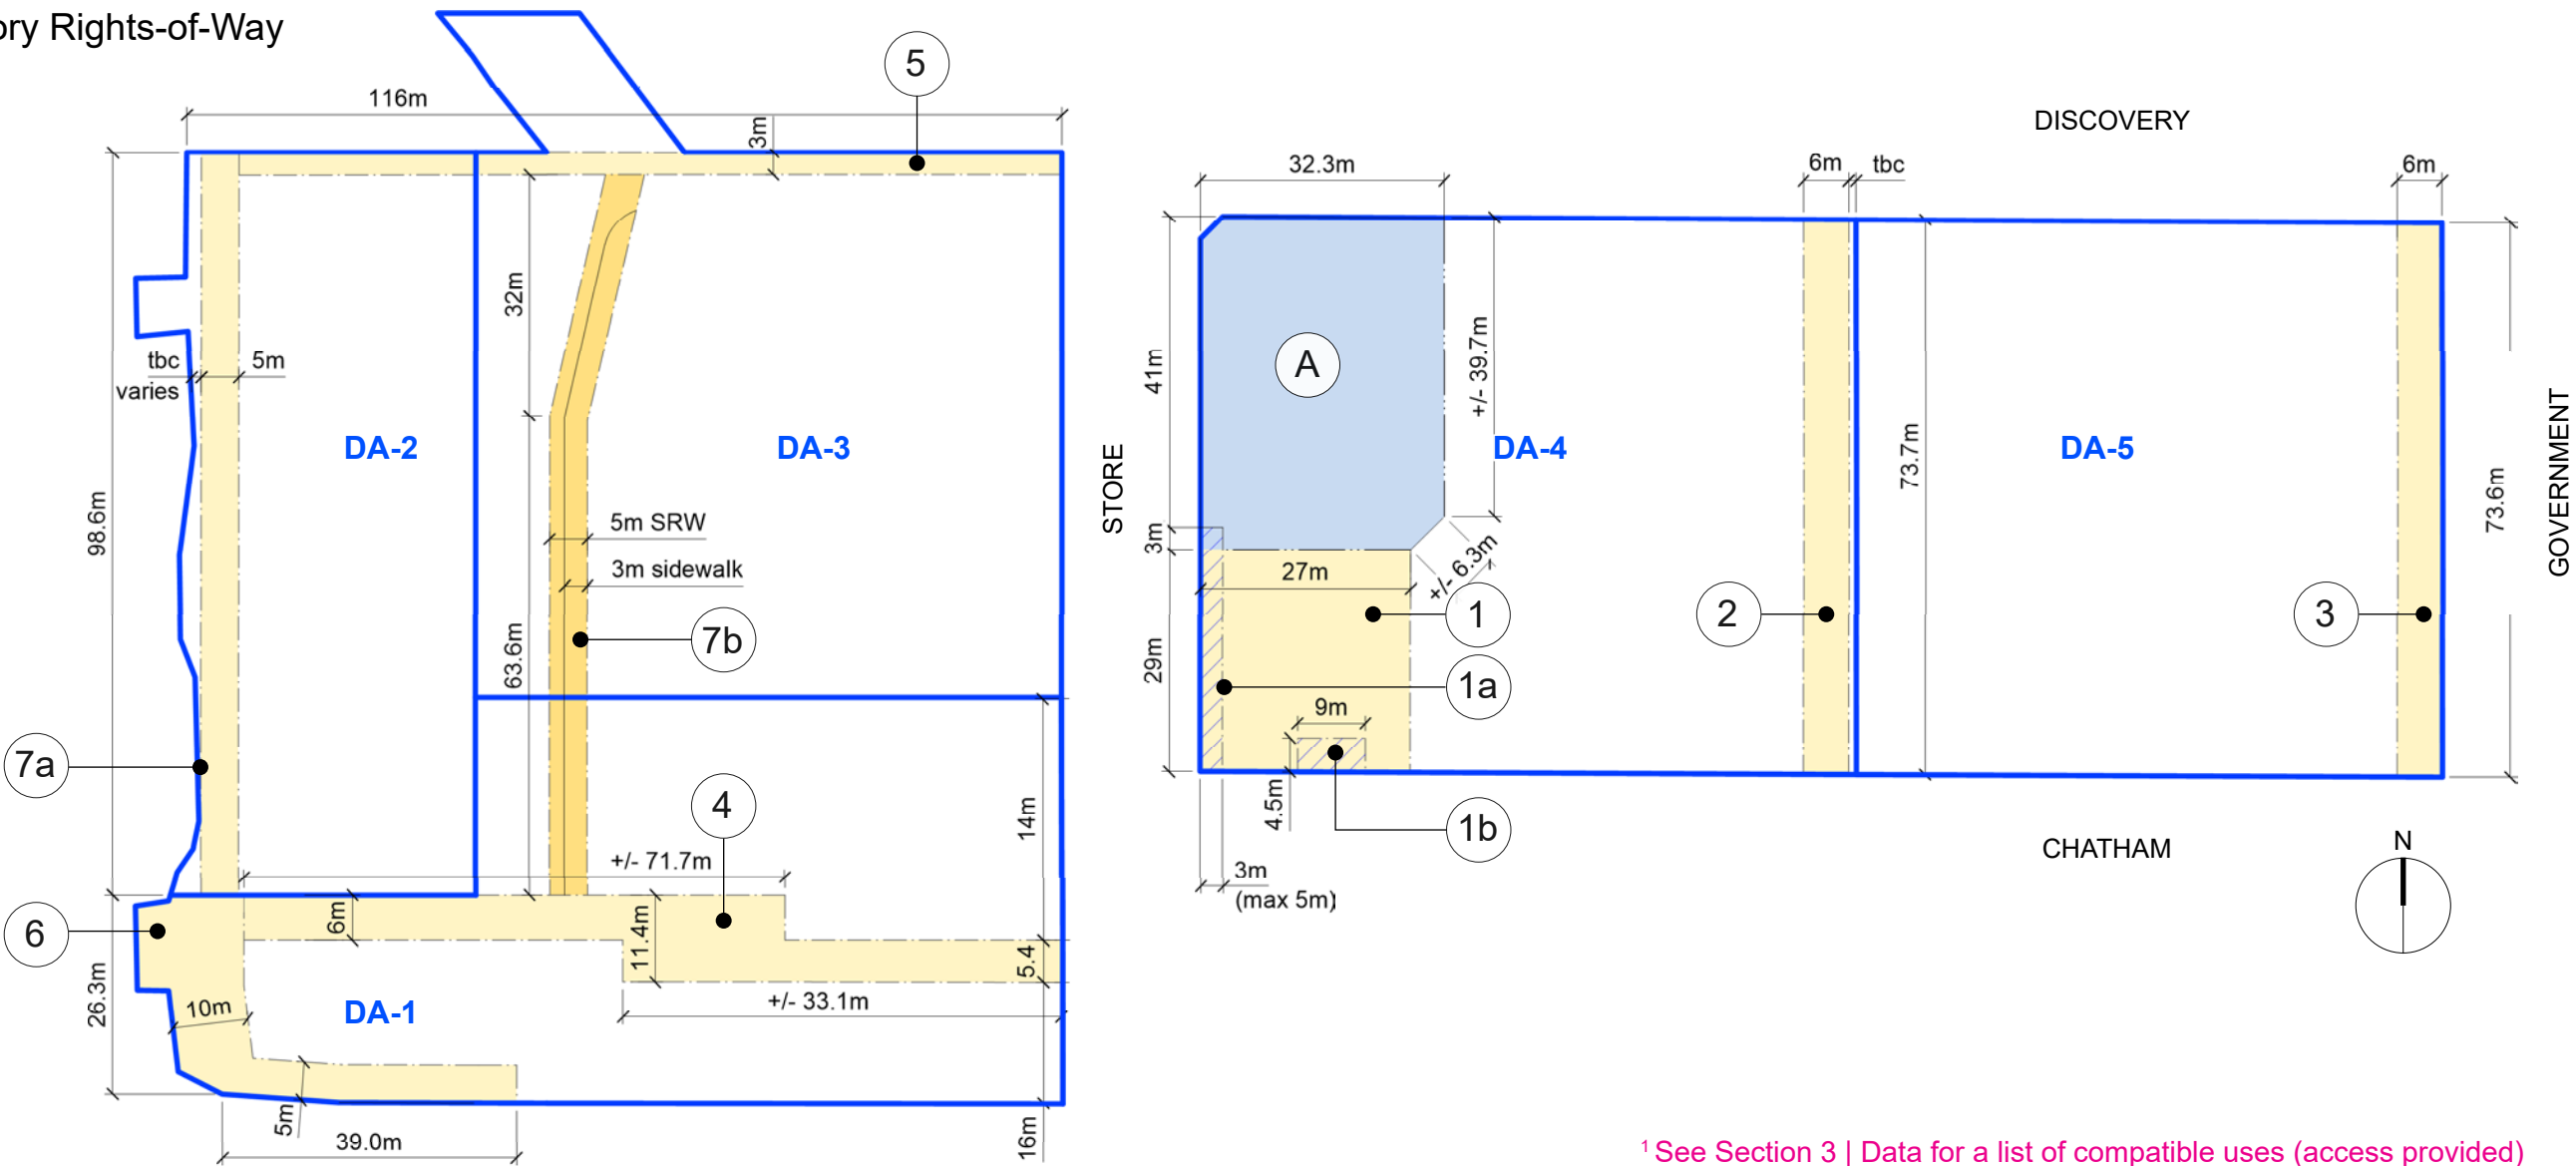 ory Rights-of-Way
5
116m
3m
DISCOVERY
32.3m
6m
tbc
6m
32m
A
41m
+/- 39.7m
tbc
varies
5m
DA-2
DA-3
DA-4
DA-5
STORE
73.7m
GOVERNMENT
73.6m
98.6m
5m SRW
3m
+/- 6.3m
3m sidewalk
27m
7b
63.6m
1
2
3
29m
1a
9m
7a
4
14m
4.5m
1b
+/- 71.7m
CHATHAM
N
3m
(max 5m)
6
6m
11.4m
5.4
26.3m
10m
DA-1
+/- 33.1m
5m
39.0m
16m
1 See Section 3 | Data for a list of compatible uses (access provided)